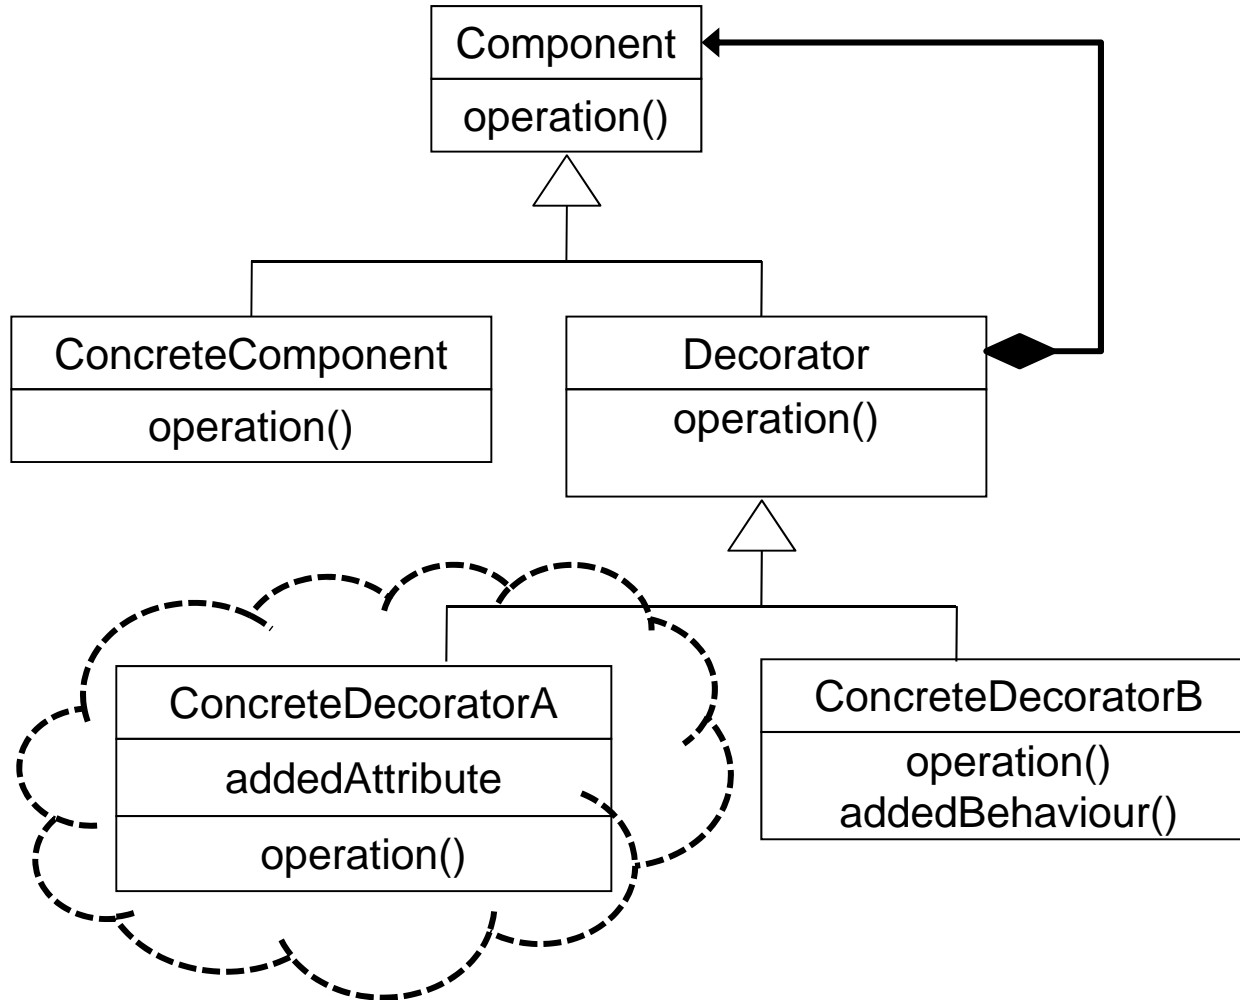 Component
operation()
ConcreteComponent
operation()
Decorator
operation()
ConcreteDecoratorA
addedAttribute
operation()
ConcreteDecoratorB
operation()
addedBehaviour()